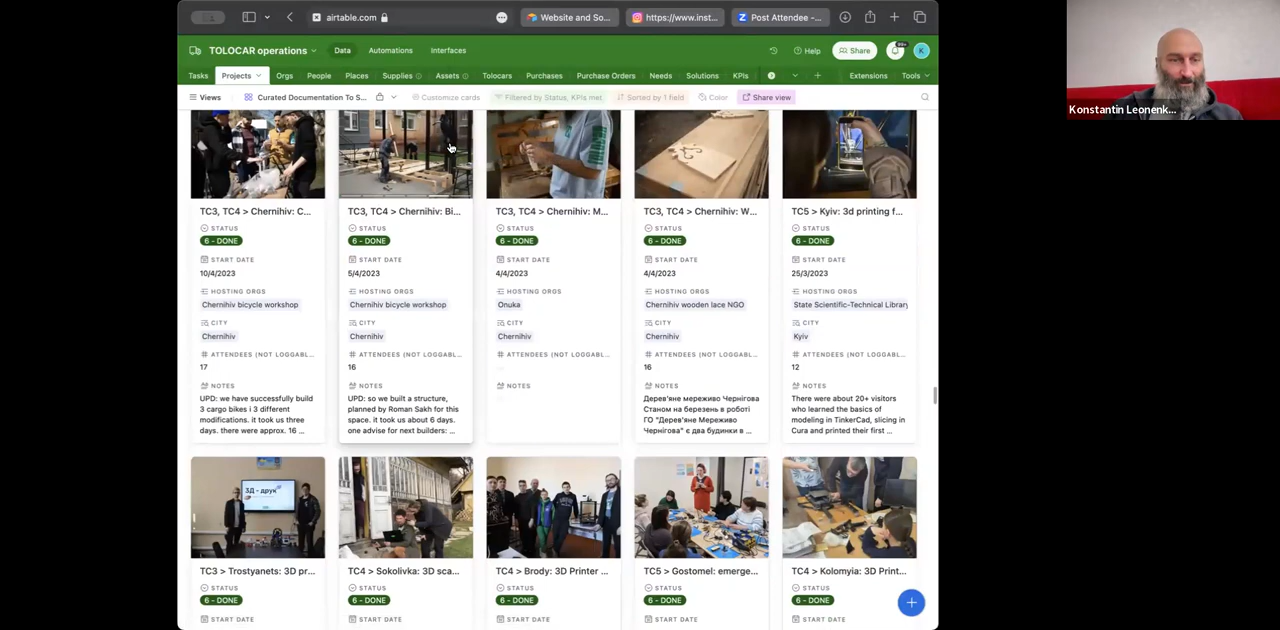 airtable.com
Website and So...
https://www.inst...
Post Attendee -...
TOLOCAR operations
Data
Automations
Interfaces
Help
Share
99+
K
Tasks
Projects
Orgs
People
Places
Supplies
Assets
Tolocars
Purchases
Purchase Orders
Needs
Solutions
KPIs
Extensions
Tools
Views
Curated Documentation To S...
Customize cards
Filtered by Status, KPIs met
Sorted by 1 field
Color
Share view
TC3, TC4 > Chernihiv: C...
STATUS
6 - DONE
START DATE
10/4/2023
HOSTING ORGS
Chernihiv bicycle workshop
CITY
Chernihiv
ATTENDEES (NOT LOGGABL...
17
NOTES
UPD: we have successfully build
3 cargo bikes i 3 different
modifications. it took us three
days. there were approx. 16 ...
TC3, TC4 > Chernihiv: Bi...
STATUS
6 - DONE
START DATE
5/4/2023
HOSTING ORGS
Chernihiv bicycle workshop
CITY
Chernihiv
ATTENDEES (NOT LOGGABL...
16
NOTES
UPD: so we built a structure,
planned by Roman Sakh for this
space. it took us about 6 days.
one advise for next builders: ...
TC3, TC4 > Chernihiv: M...
STATUS
6 - DONE
START DATE
4/4/2023
HOSTING ORGS
Onuka
CITY
Chernihiv
ATTENDEES (NOT LOGGABL...
NOTES
TC3, TC4 > Chernihiv: W...
STATUS
6 - DONE
START DATE
4/4/2023
HOSTING ORGS
Chernihiv wooden lace NGO
CITY
Chernihiv
ATTENDEES (NOT LOGGABL...
16
NOTES
Дерев'яне мереживо Чернігова
Станом на березень в роботі
ГО "Дерев'яне Мереживо
Чернігова" є два будинки в ...
TC5 > Kyiv: 3d printing f...
STATUS
6 - DONE
START DATE
25/3/2023
HOSTING ORGS
State Scientific-Technical Library
CITY
Kyiv
ATTENDEES (NOT LOGGABL...
12
NOTES
There were about 20+ visitors
who learned the basics of
modeling in TinkerCad, slicing in
Cura and printed their first ...
3Д - друк
TC3 > Trostyanets: 3D pr...
STATUS
6 - DONE
START DATE
TC4 > Sokolivka: 3D sca...
STATUS
6 - DONE
START DATE
TC4 > Brody: 3D Printer ...
STATUS
6 - DONE
START DATE
TC5 > Gostomel: emerge...
STATUS
6 - DONE
START DATE
TC4 > Kolomyia: 3D Print...
STATUS
6 - DONE
START DATE
Konstantin Leonenk...